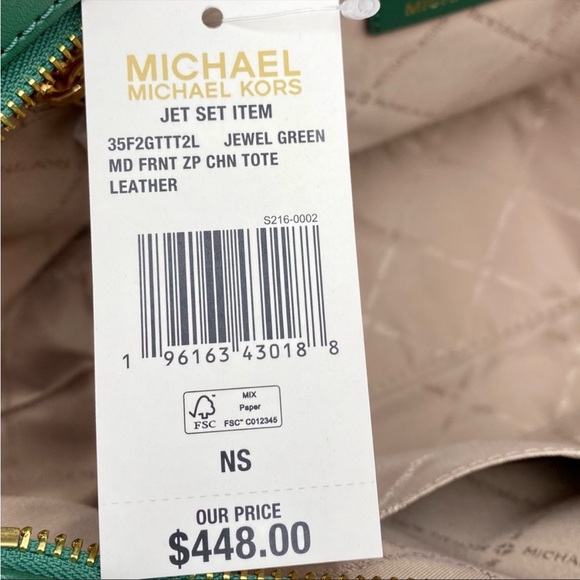 MICHAEL
MICHAEL KORS
JET SET ITEM
35F2GTTT2L JEWEL GREEN
MD FRNT ZP CHN TOTE
LEATHER
S216-0002
1 96163 43018 8
FSC
MIX
Paper
FSC™ C012345
NS
OUR PRICE
$448.00